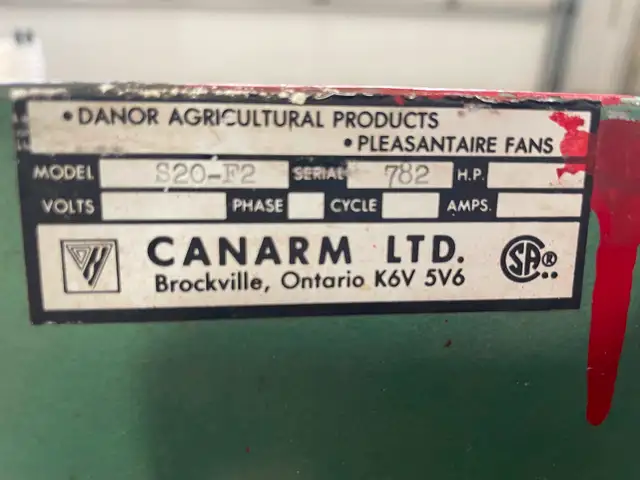 • DANOR AGRICULTURAL PRODUCTS
• PLEASANTAIRE FANS
MODEL S20-F2 SERIAL 782 H.P.
VOLTS PHASE CYCLE AMPS.
CANARM LTD. SA®
Brockville, Ontario K6V 5V6